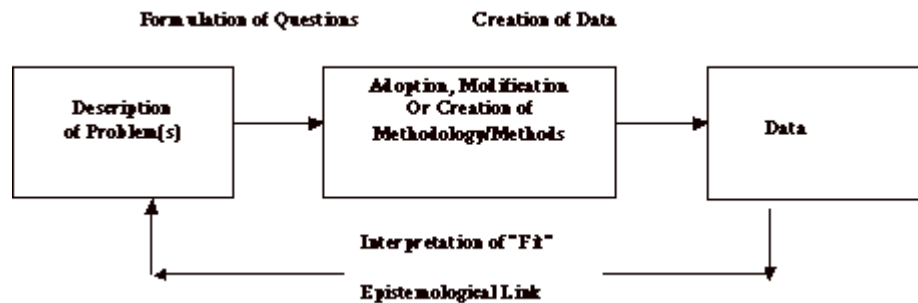 Formulation of Questions
Creation of Data
Description
of Problem(s)
Adoption, Modification
Or Creation of
Methodology/Methods
Data
Interpretation of "Fit"
Epistemological Link